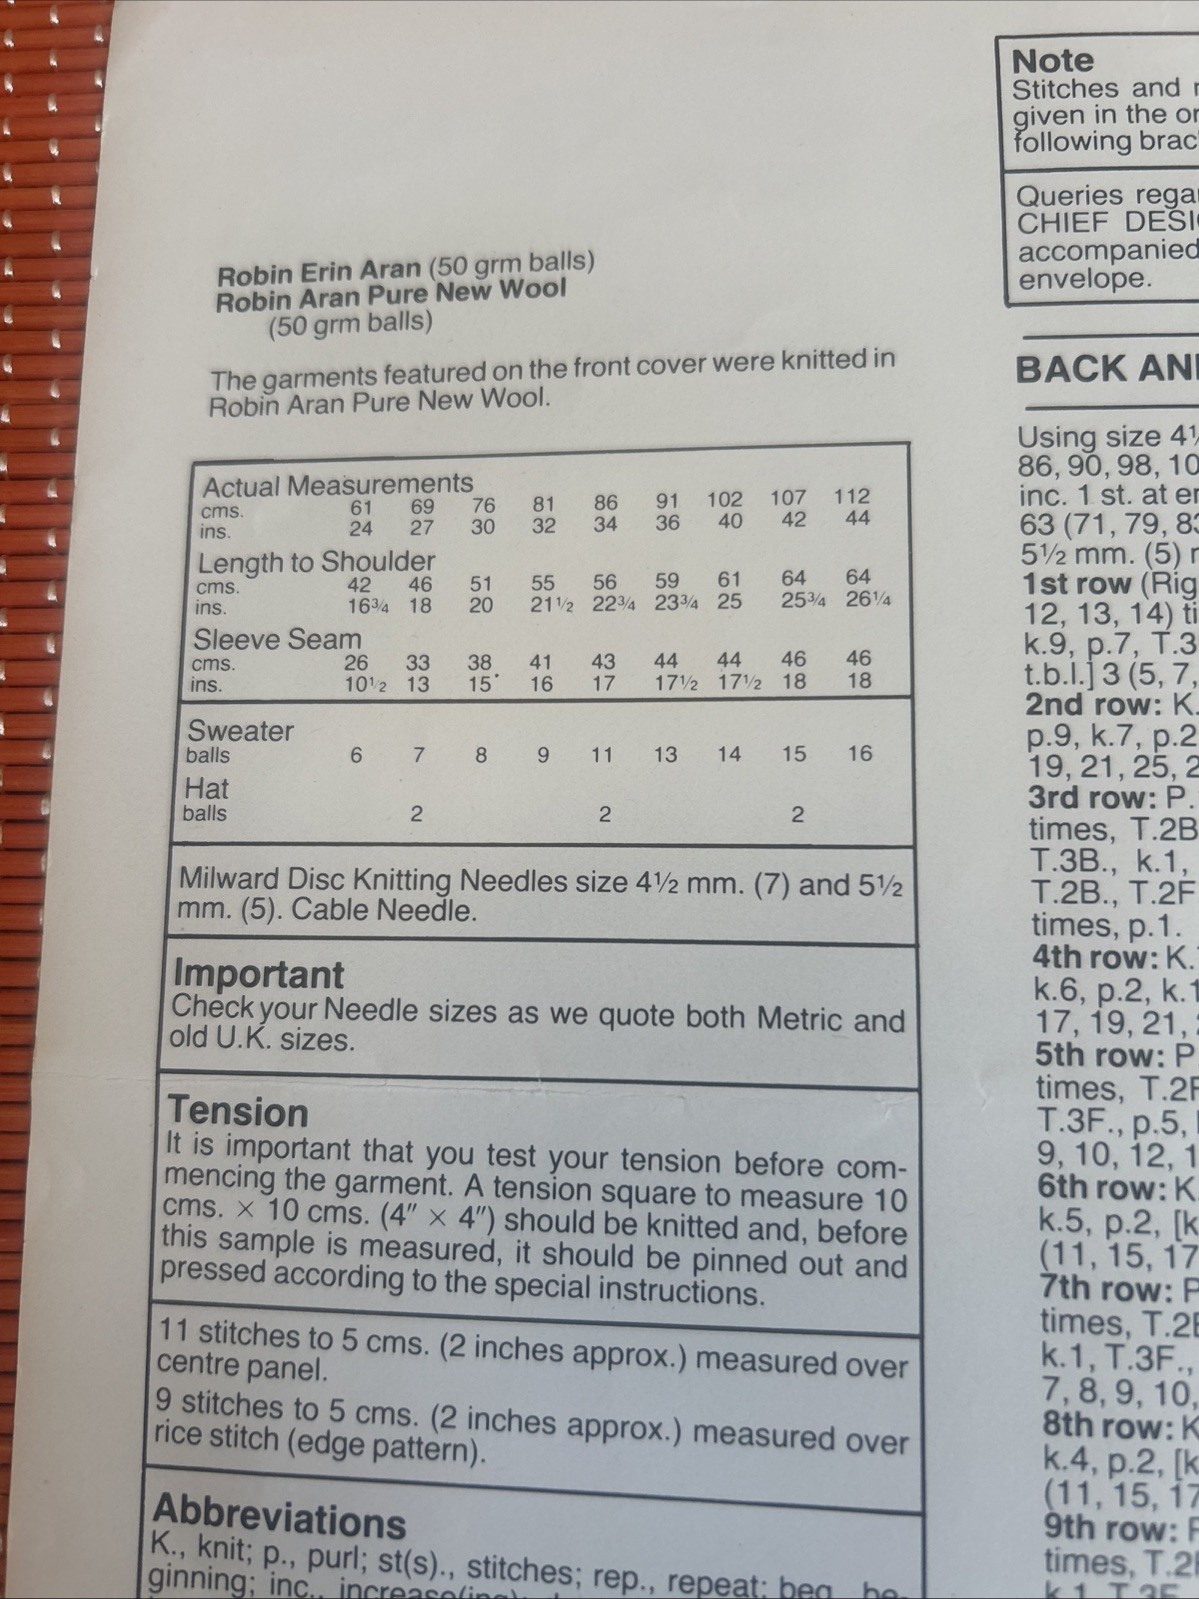 Robin Erin Aran (50 grm balls)
Robin Aran Pure New Wool
(50 grm balls)
The garments featured on the front cover were knitted in
Robin Aran Pure New Wool.
Actual Measurements
cms. 61 69 76 81 86 91 102 107 112
ins. 24 27 30 32 34 36 40 42 44
Length to Shoulder
cms. 42 46 51 55 56 59 61 64 64
ins. 16¾ 18 20 21½ 22¾ 23¾ 25 25¾ 26¼
Sleeve Seam
cms. 26 33 38 41 43 44 44 46 46
ins. 10½ 13 15 16 17 17½ 17½ 18 18
Sweater
balls 6 7 8 9 11 13 14 15 16
Hat
balls 2 2 2
Milward Disc Knitting Needles size 4½ mm. (7) and 5½
mm. (5). Cable Needle.
Important
Check your Needle sizes as we quote both Metric and
old U.K. sizes.
Tension
It is important that you test your tension before com-
mencing the garment. A tension square to measure 10
cms. × 10 cms. (4" × 4") should be knitted and, before
this sample is measured, it should be pinned out and
pressed according to the special instructions.
11 stitches to 5 cms. (2 inches approx.) measured over
centre panel.
9 stitches to 5 cms. (2 inches approx.) measured over
rice stitch (edge pattern).
Abbreviations
K., knit; p., purl; st(s)., stitches; rep., repeat; beg., be-
ginning; inc., increase(ing).
Note
Stitches and
given in the
following
Queries
CHIEF
accompanied
envelope.
BACK
Using size
86, 90, 98,
inc. 1 st. at
63 (71, 79,
5½ mm. (5)
1st row
12, 13, 14)
k.9, p.7,
t.b.l.] 3 (5, 7,
2nd row: K.
p.9, k.7, p.2
19, 21, 25,
3rd row: P.
times, T.2B
T.3B., k.1,
T.2B., T.2F
times, p.1.
4th row: K.
k.6, p.2,
17, 19, 21,
5th row: P
times,
T.3F., p.5,
9, 10, 12,
6th row: K
k.5, p.2,
(11, 15, 17
7th row:
times,
k.1, T.3F.,
7, 8, 9, 10,
8th row:
k.4, p.2,
(11, 15, 17
9th row:
times,